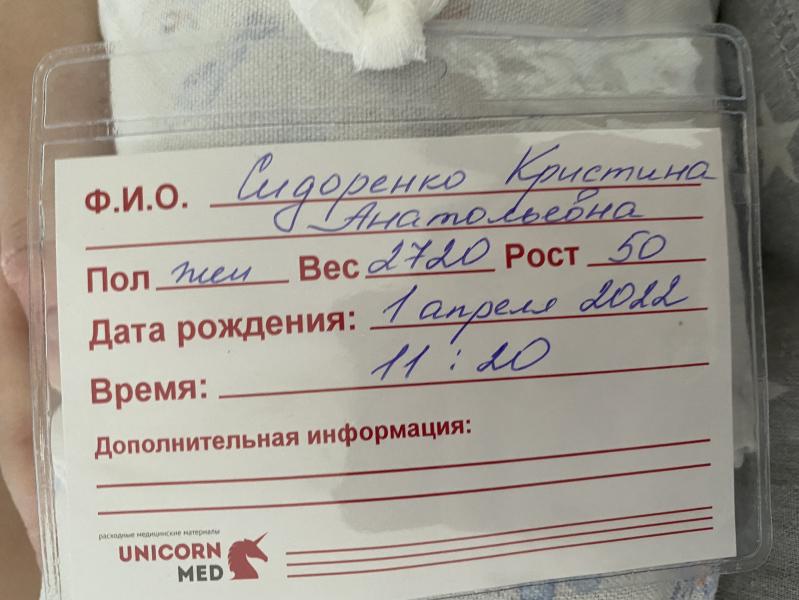 Ф.И.О. Сидоренко Кристина
Анатольевна
Пол жен Вес 2720 Рост 50
Дата рождения: 1 апреля 2022
Время: 11 : 20
Дополнительная информация:
расходные медицинские материалы
UNICORN
MED